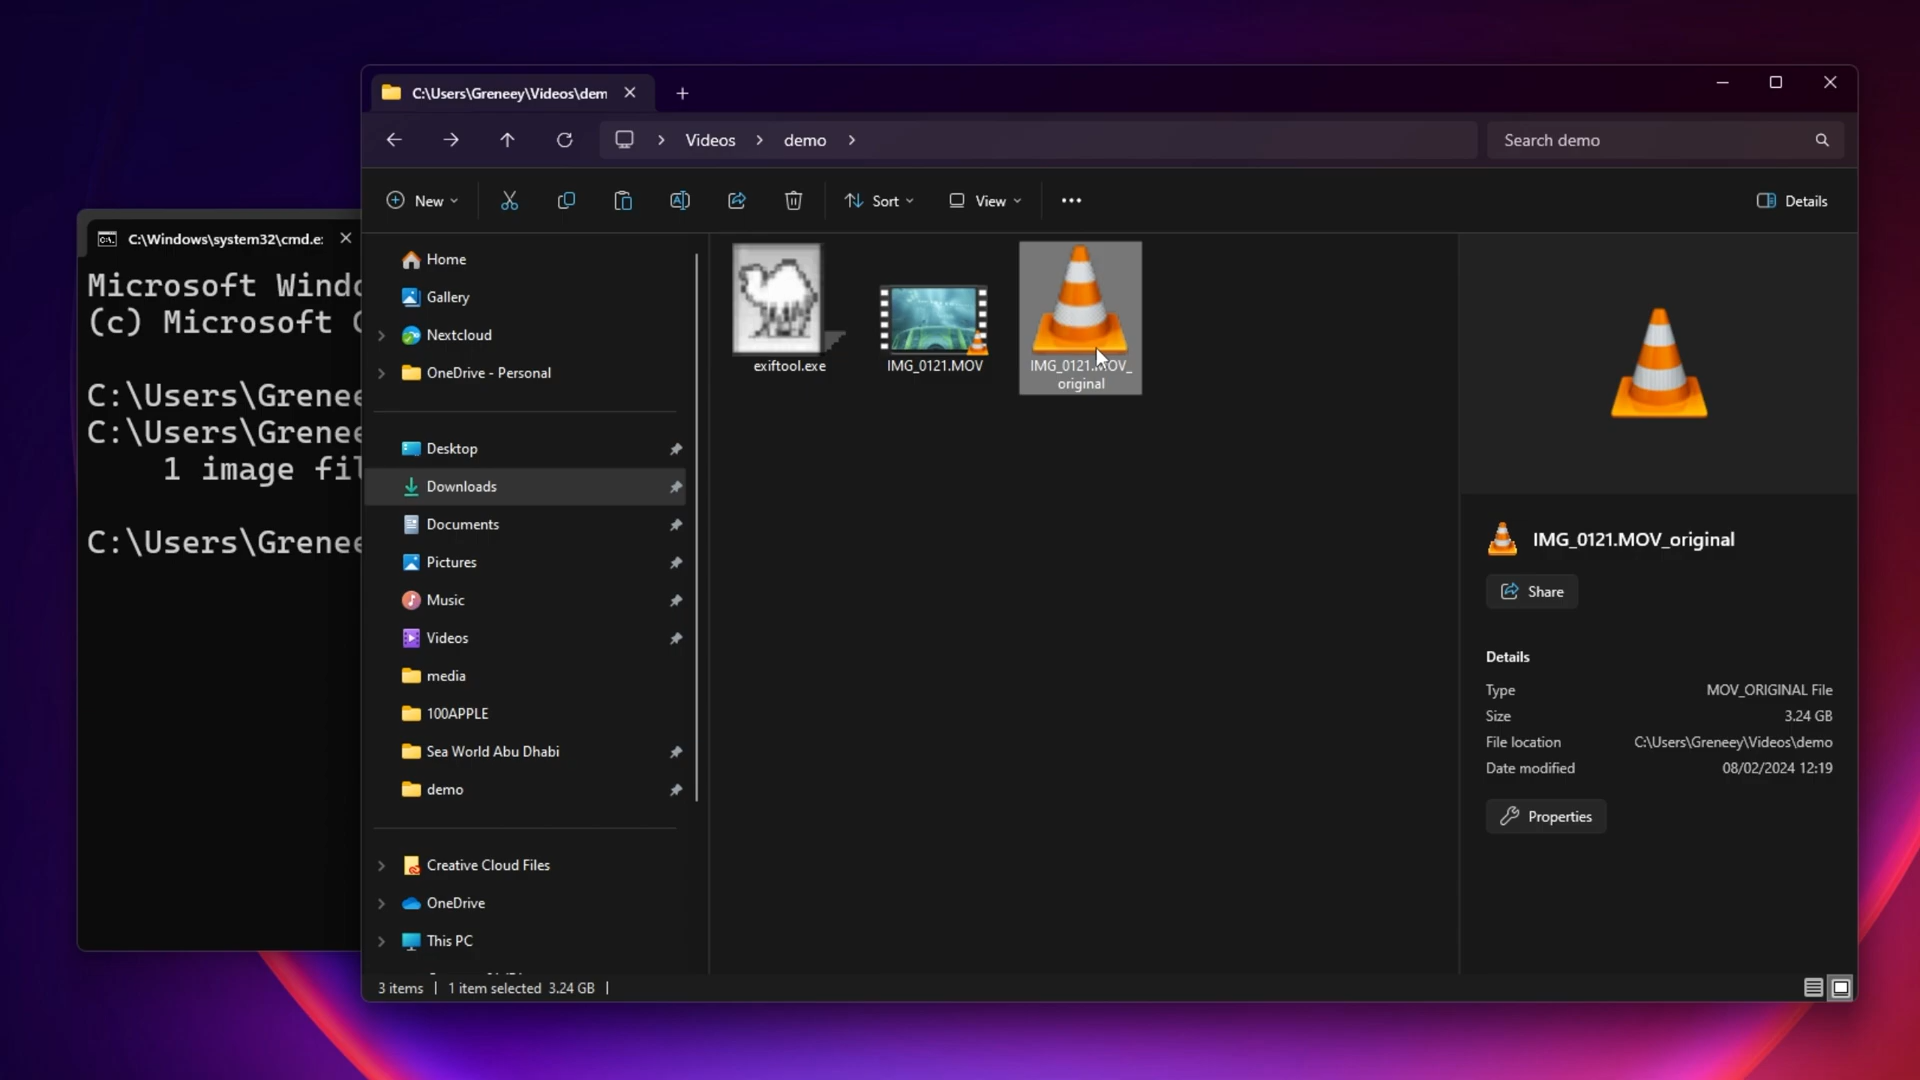 C:\Users\Greneey\Videos\dem
Videos
demo
Search demo
New
Sort
View
Details
C:\Windows\system32\cmd.e:
Microsoft Windo
(c) Microsoft C
C:\Users\Grenee
C:\Users\Grenee
1 image fil
C:\Users\Grenee
Home
Gallery
Nextcloud
OneDrive - Personal
Desktop
Downloads
Documents
Pictures
Music
Videos
media
100APPLE
Sea World Abu Dhabi
demo
Creative Cloud Files
OneDrive
This PC
exiftool.exe
IMG_0121.MOV
IMG_0121.MOV_
original
IMG_0121.MOV_original
Share
Details
Type MOV_ORIGINAL File
Size 3.24 GB
File location C:\Users\Greneey\Videos\demo
Date modified 08/02/2024 12:19
Properties
3 items 1 item selected 3.24 GB